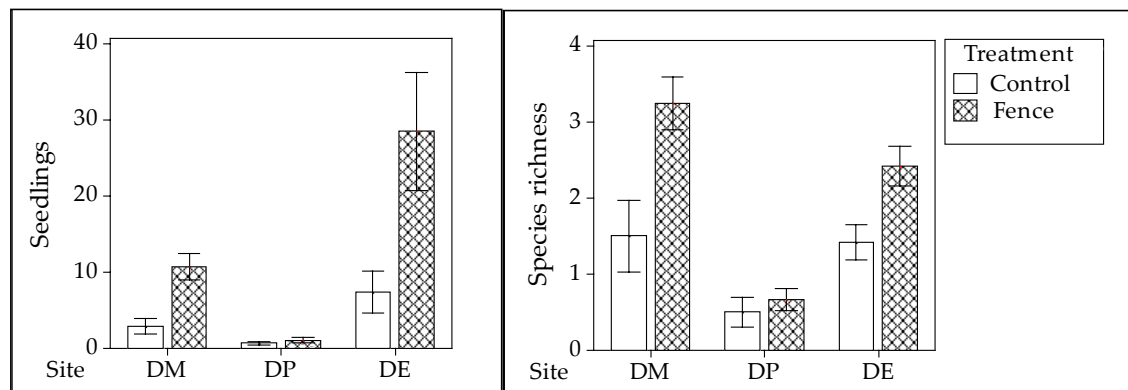 Seedlings
40
30
20
10
0
Site DM DP DE
Species richness
4
3
2
1
0
Site DM DP DE
Treatment
Control
Fence